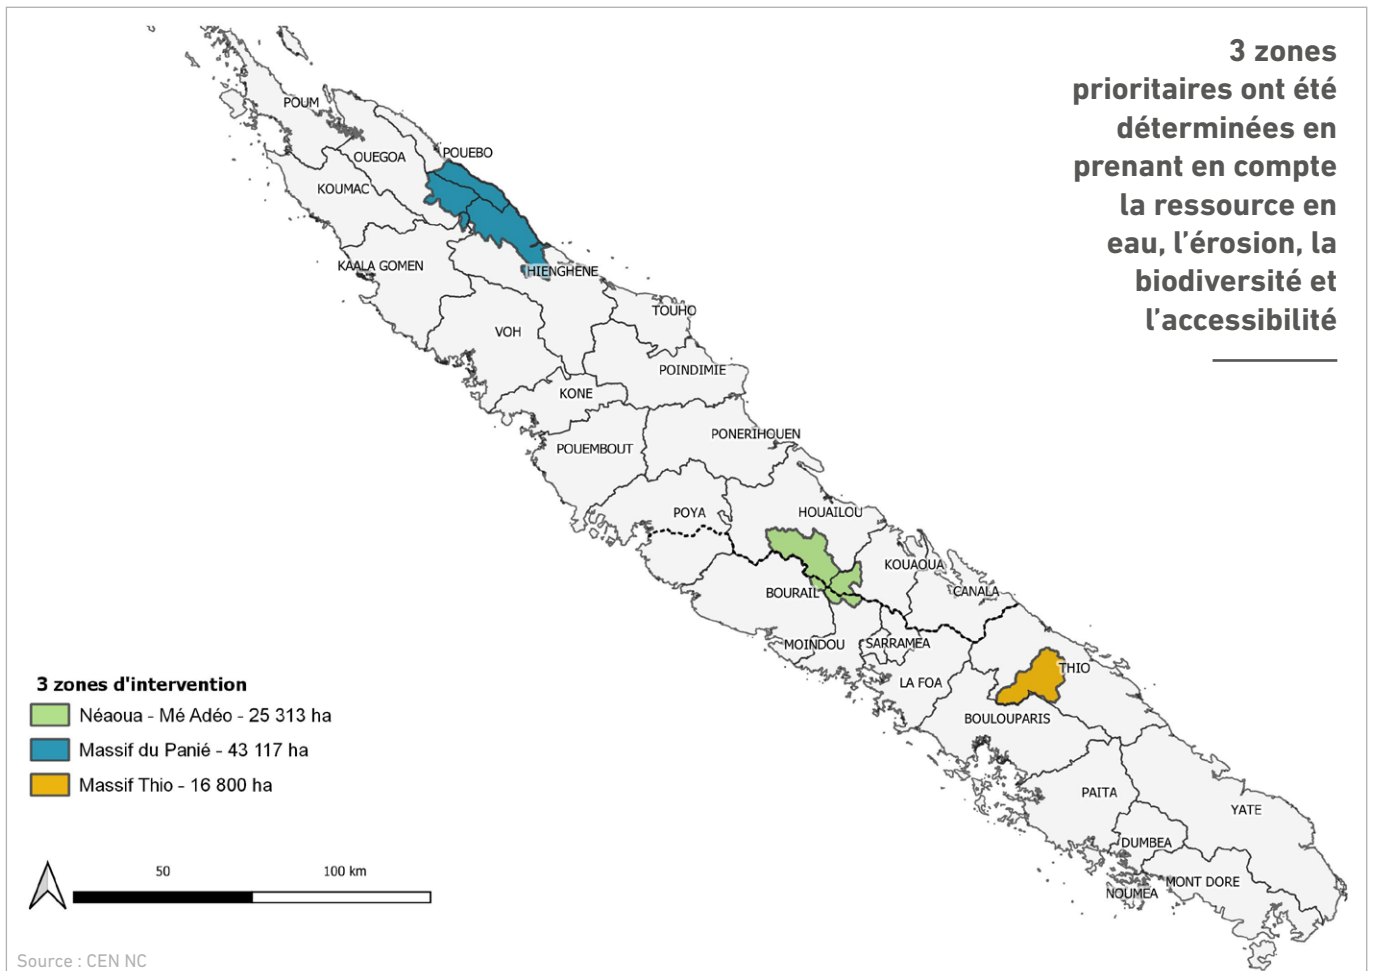 3 zones
prioritaires ont été
déterminées en
prenant en compte
la ressource en
eau, l’érosion, la
biodiversité et
l’accessibilité
POUM
OUEGOA
POUEBO
KOUMAC
KAALA GOMEN
HIENGHENE
VOH
TOUHO
POINDIMIE
KONE
PONERIHOUEN
POUEMBOUT
POYA
HOUAILOU
KOUAOUA
BOURAIL
CANALA
MOINDOU
SARRAMEA
THIO
LA FOA
BOULOUPARIS
PAITA
YATE
DUMBEA
MONT DORE
NOUMEA
3 zones d'intervention
Néaoua - Mé Adéo - 25 313 ha
Massif du Panié - 43 117 ha
Massif Thio - 16 800 ha
50
100 km
Source : CEN NC